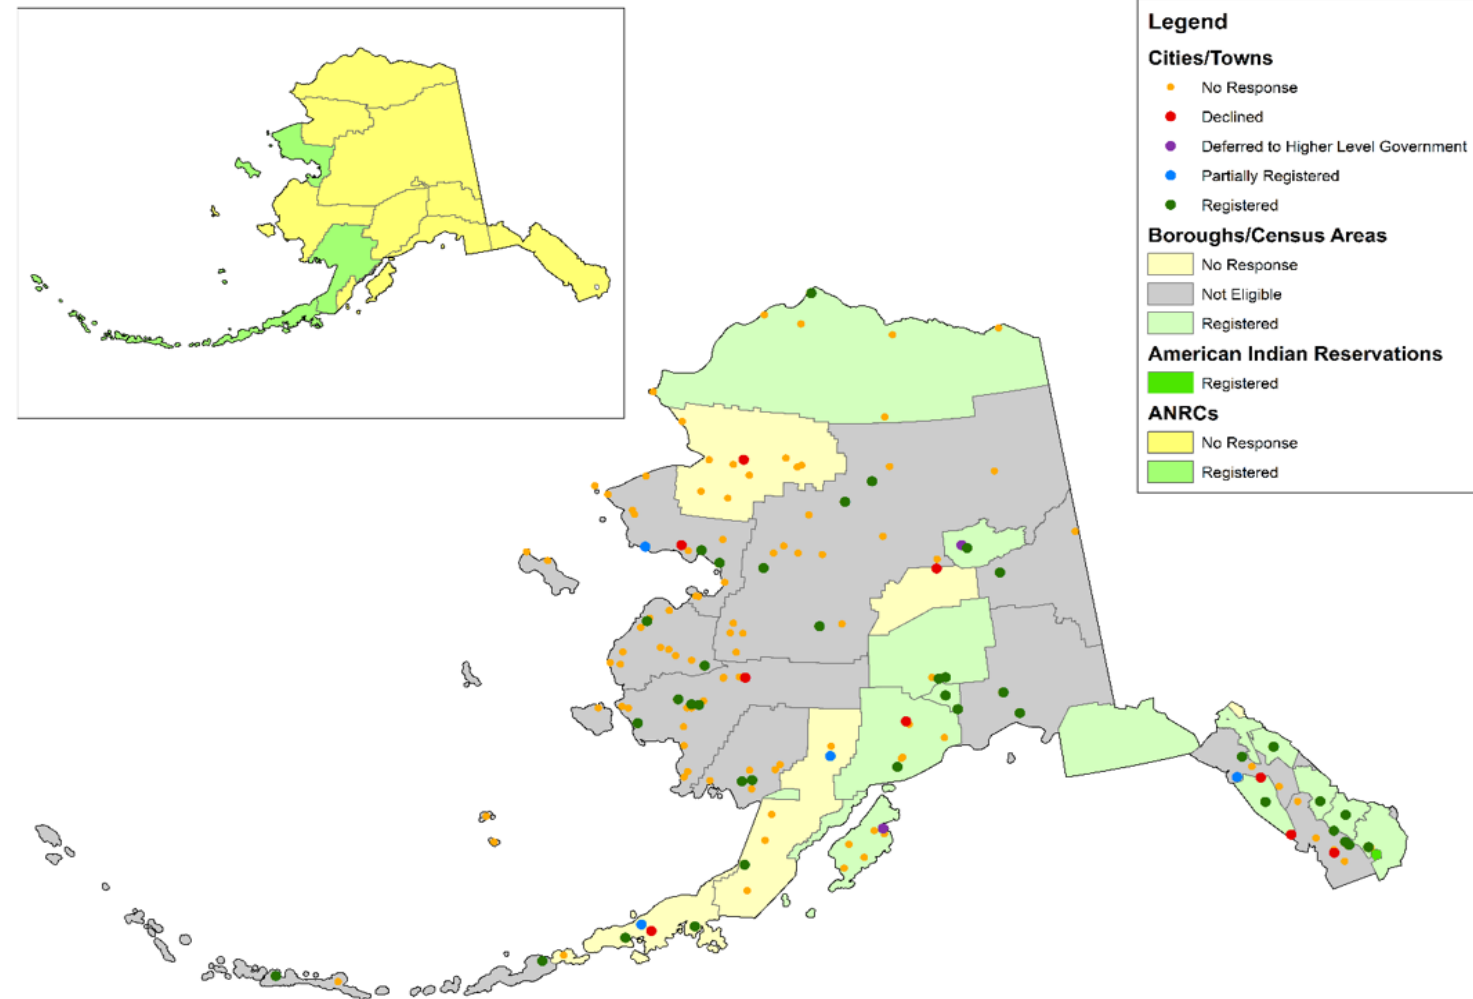 Legend
Cities/Towns
No Response
Declined
Deferred to Higher Level Government
Partially Registered
Registered
Boroughs/Census Areas
No Response
Not Eligible
Registered
American Indian Reservations
Registered
ANRCs
No Response
Registered